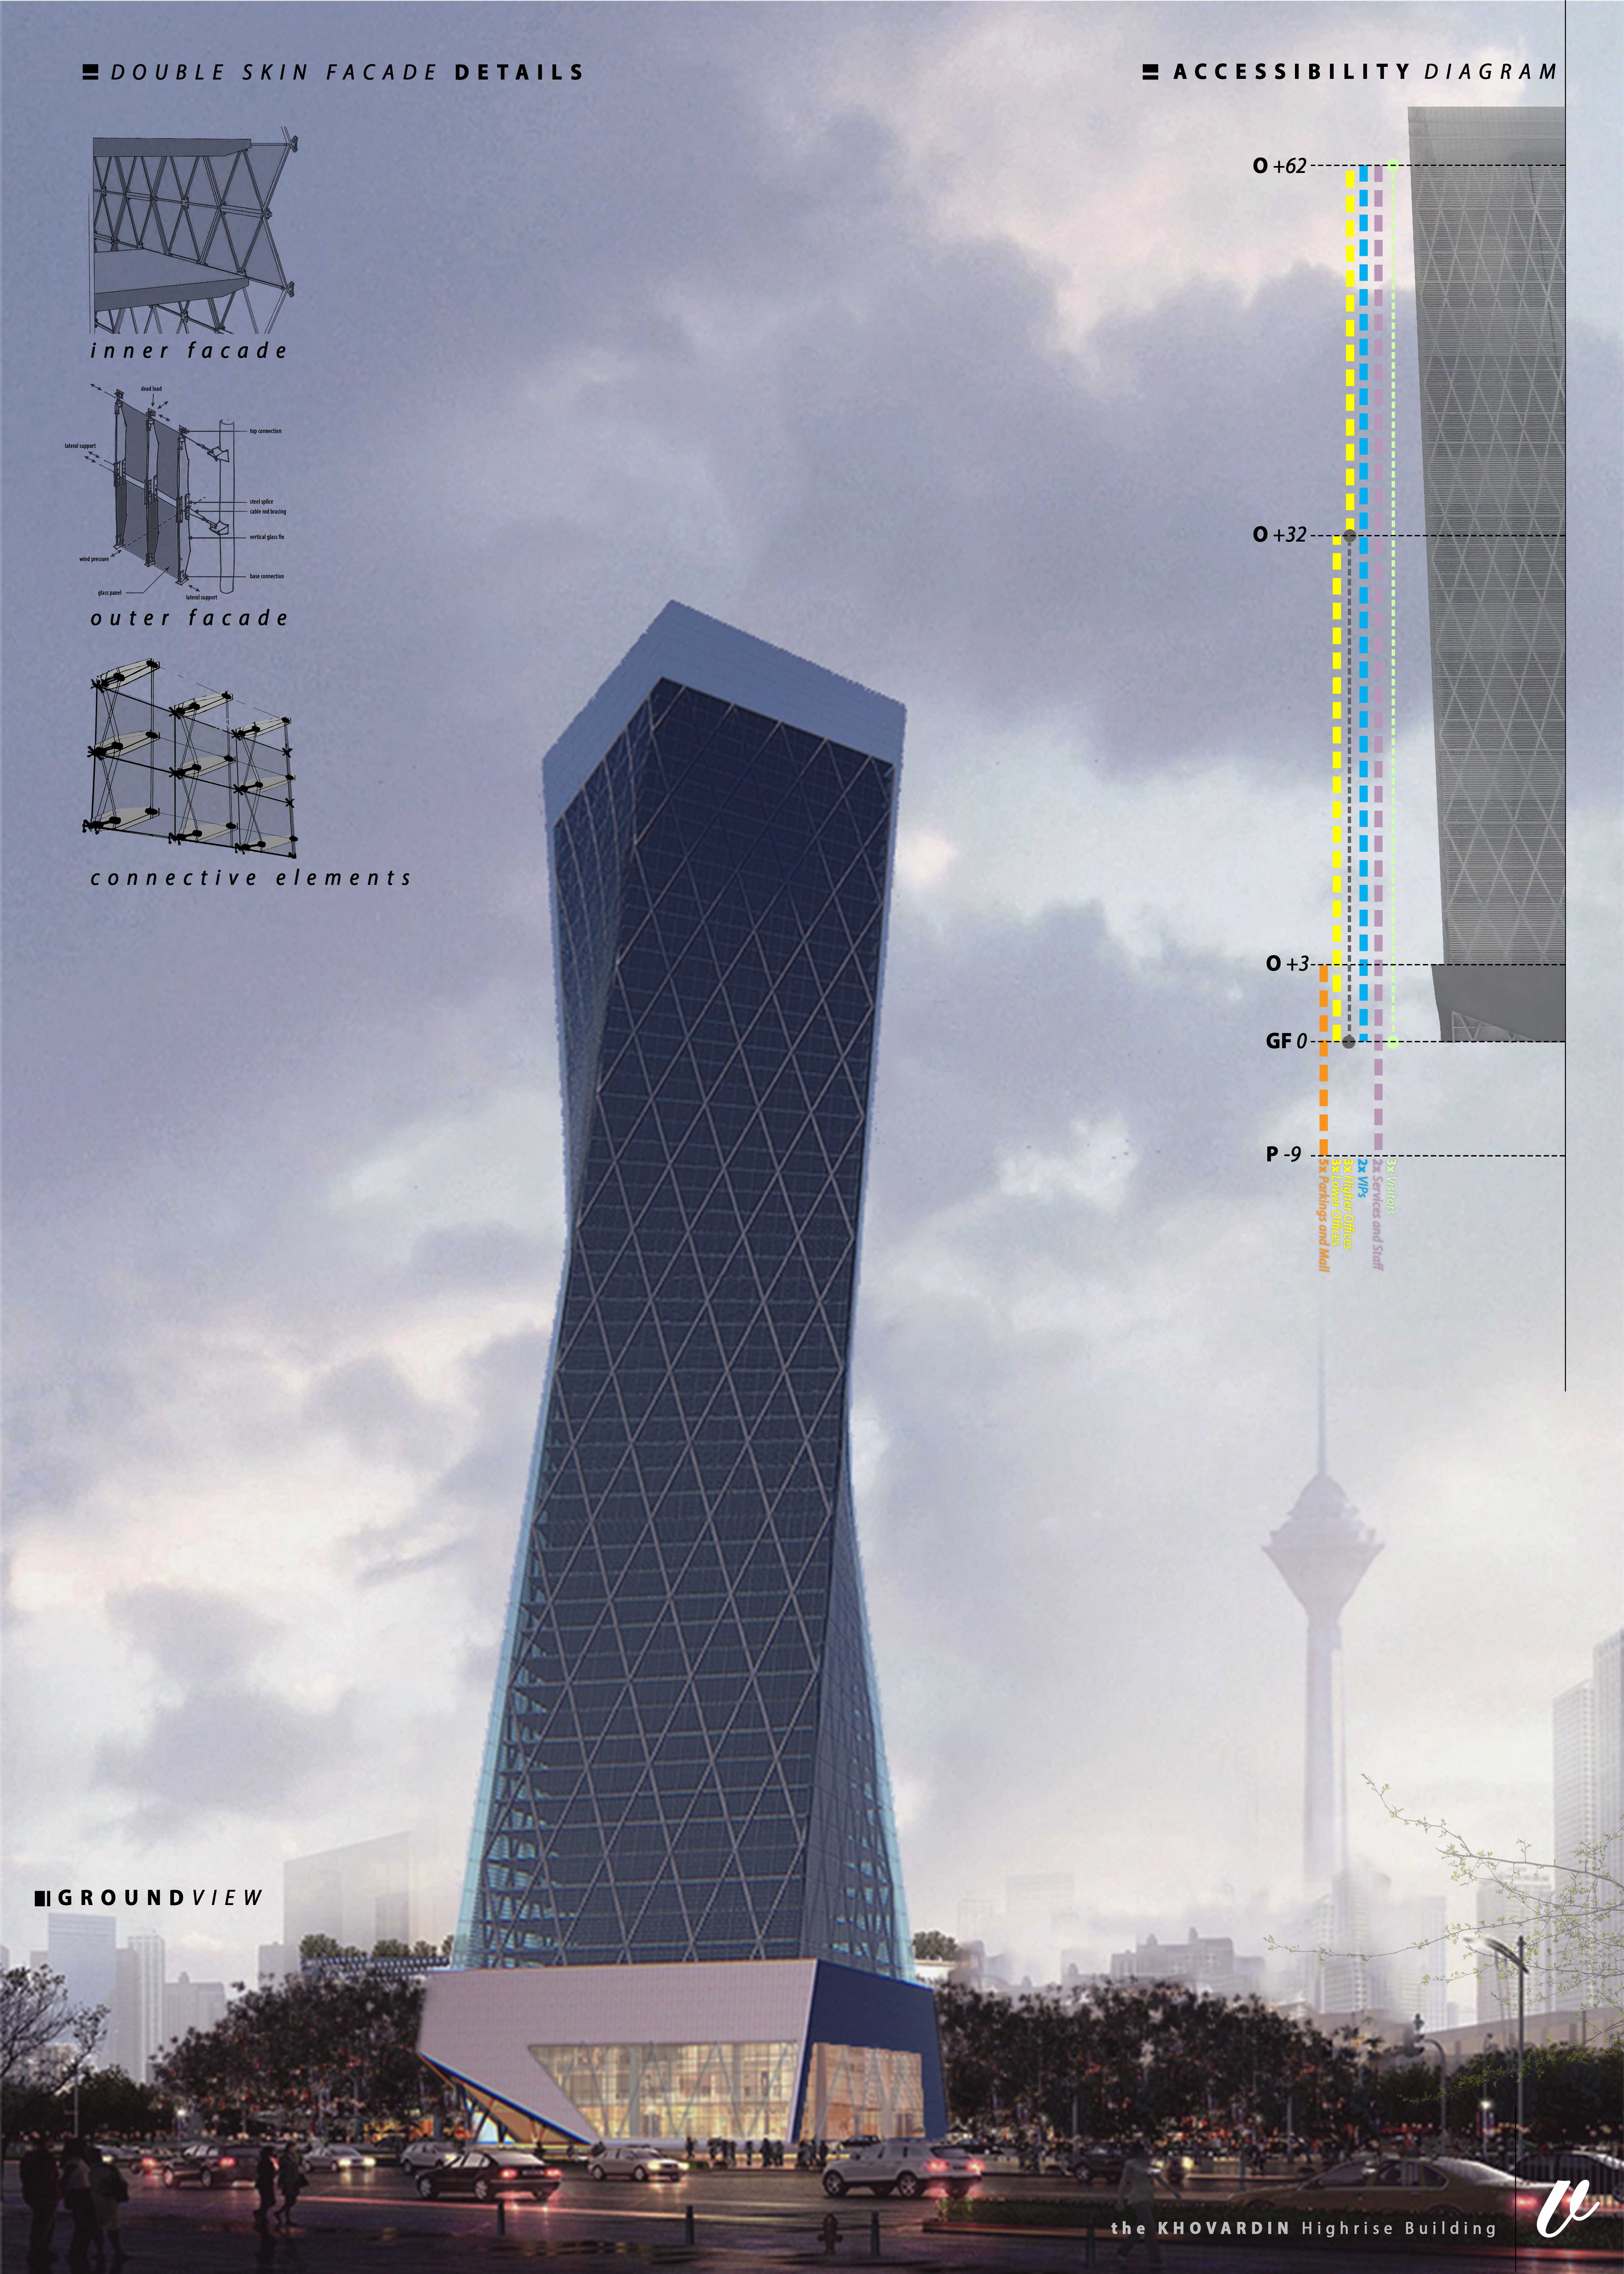 DOUBLE SKIN FACADE DETAILS
inner facade
dead load
top connection
lateral support
steel splice
cable rod bracing
vertical glass fin
wind pressure
base connection
glass panel
lateral support
outer facade
connective elements
ACCESSIBILITY DIAGRAM
O +62
O +32
O +3
GF 0
P -9
5x Parkings and Mall
3x Lower Offices
3x Higher Offices
2x VIPs
2x Services and Staff
3x Visitors
GROUNDVIEW
the KHOVARDIN Highrise Building
v